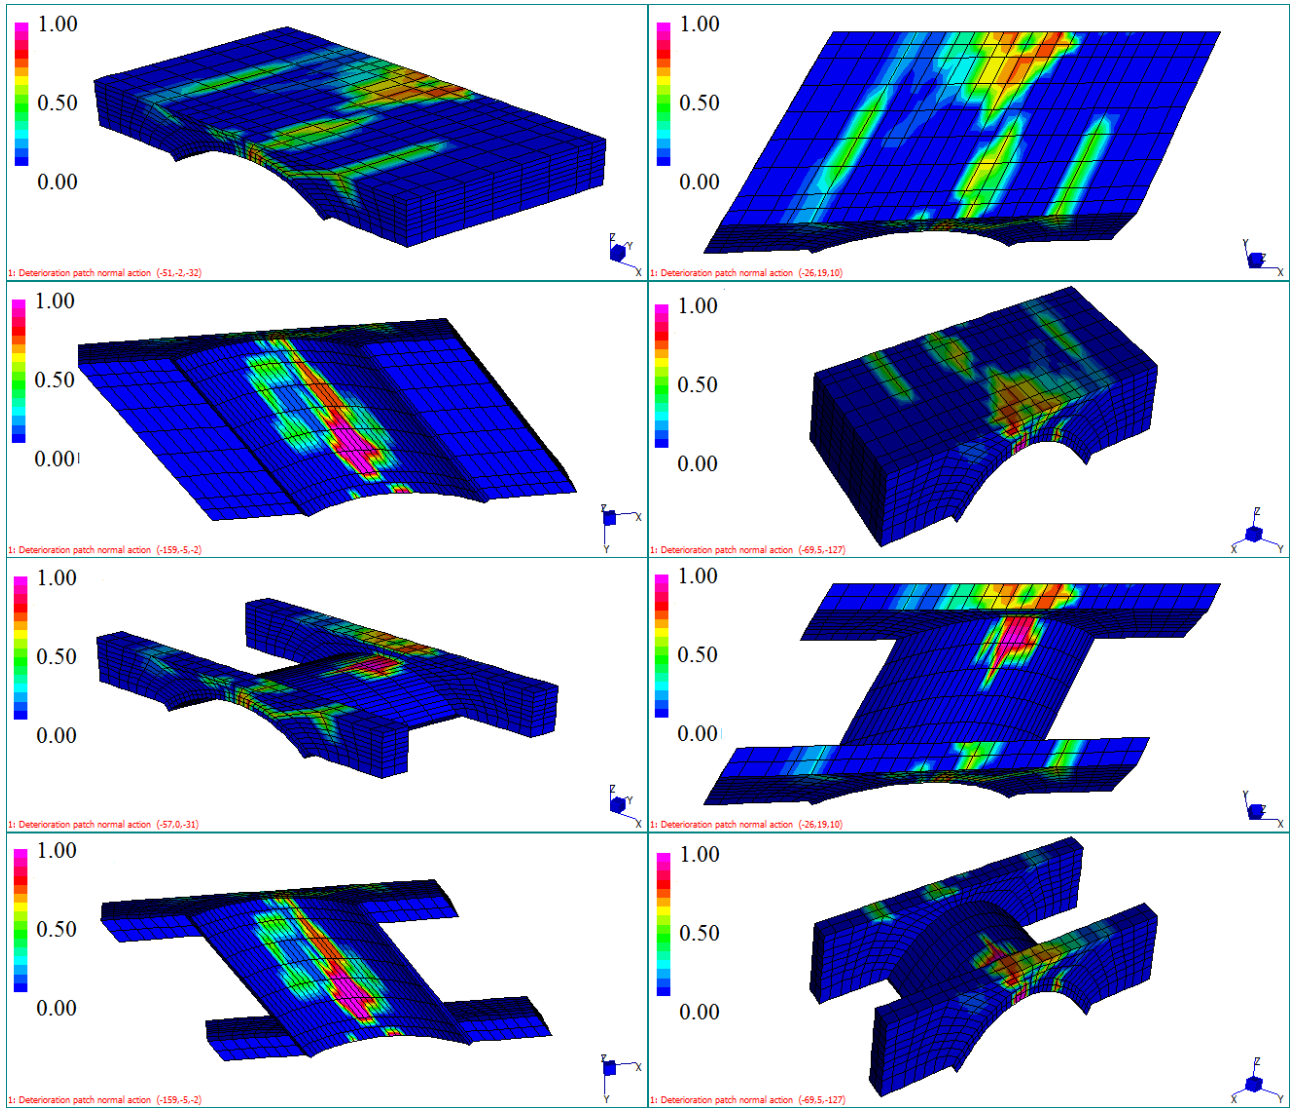 1.00
0.50
0.00
Z
Y
X
1: Deterioration patch normal action (-51,-2,-32)
1.00
0.50
0.00
Y
Z
X
1: Deterioration patch normal action (-26,19,10)
1.00
0.50
0.00
Z
X
Y
1: Deterioration patch normal action (-159,-5,-2)
1.00
0.50
0.00
Z
X
Y
1: Deterioration patch normal action (-69,5,-127)
1.00
0.50
0.00
Z
Y
X
1: Deterioration patch normal action (-57,0,-31)
1.00
0.50
0.00
Y
Z
X
1: Deterioration patch normal action (-26,19,10)
1.00
0.50
0.00
Z
X
Y
1: Deterioration patch normal action (-159,-5,-2)
1.00
0.50
0.00
Z
X
Y
1: Deterioration patch normal action (-69,5,-127)